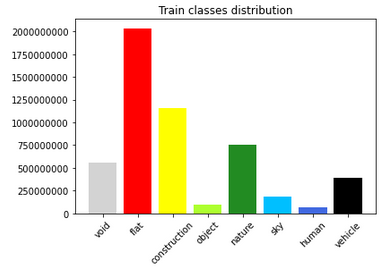 Train classes distribution
2000000000
1750000000
1500000000
1250000000
1000000000
750000000
500000000
250000000
0
void
flat
construction
object
nature
sky
human
vehicle